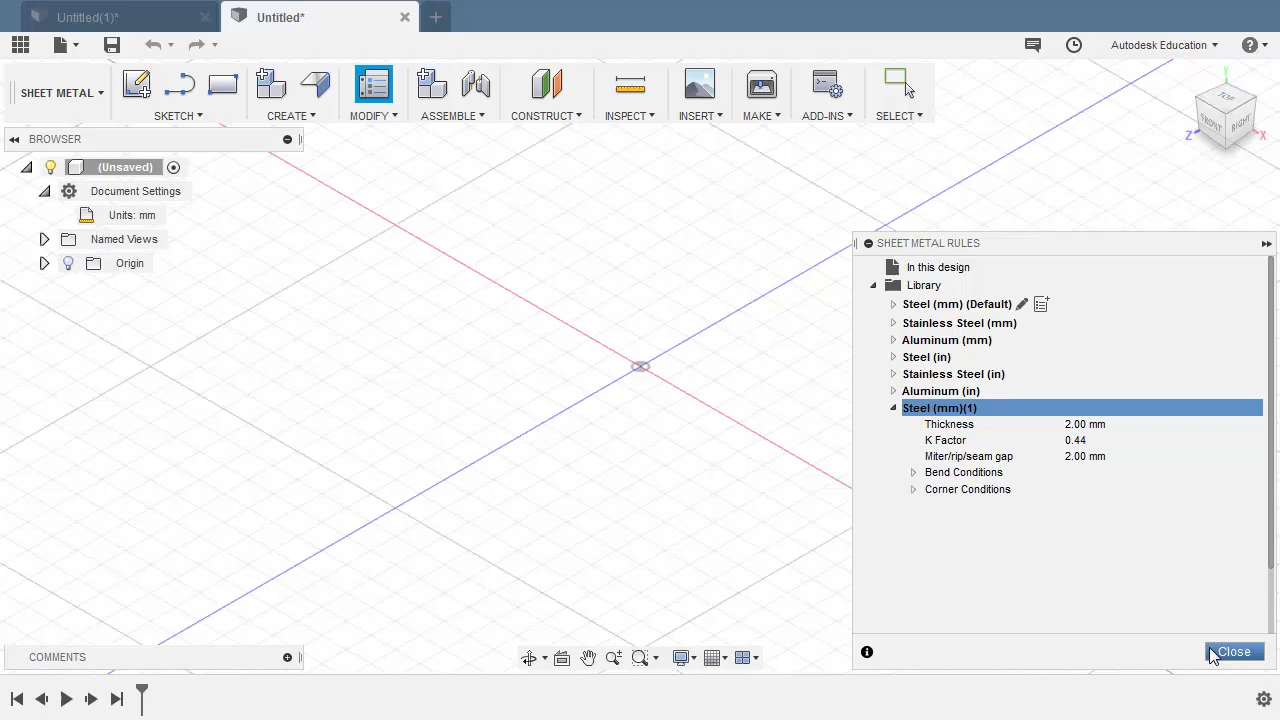 Untitled(1)*
Untitled*
Autodesk Education
SHEET METAL
SKETCH
CREATE
MODIFY
ASSEMBLE
CONSTRUCT
INSPECT
INSERT
MAKE
ADD-INS
SELECT
Y
TOP
FRONT
RIGHT
Z
X
BROWSER
(Unsaved)
Document Settings
Units: mm
Named Views
Origin
SHEET METAL RULES
In this design
Library
Steel (mm) (Default)
Stainless Steel (mm)
Aluminum (mm)
Steel (in)
Stainless Steel (in)
Aluminum (in)
Steel (mm)(1)
Thickness 2.00 mm
K Factor 0.44
Miter/rip/seam gap 2.00 mm
Bend Conditions
Corner Conditions
Close
COMMENTS